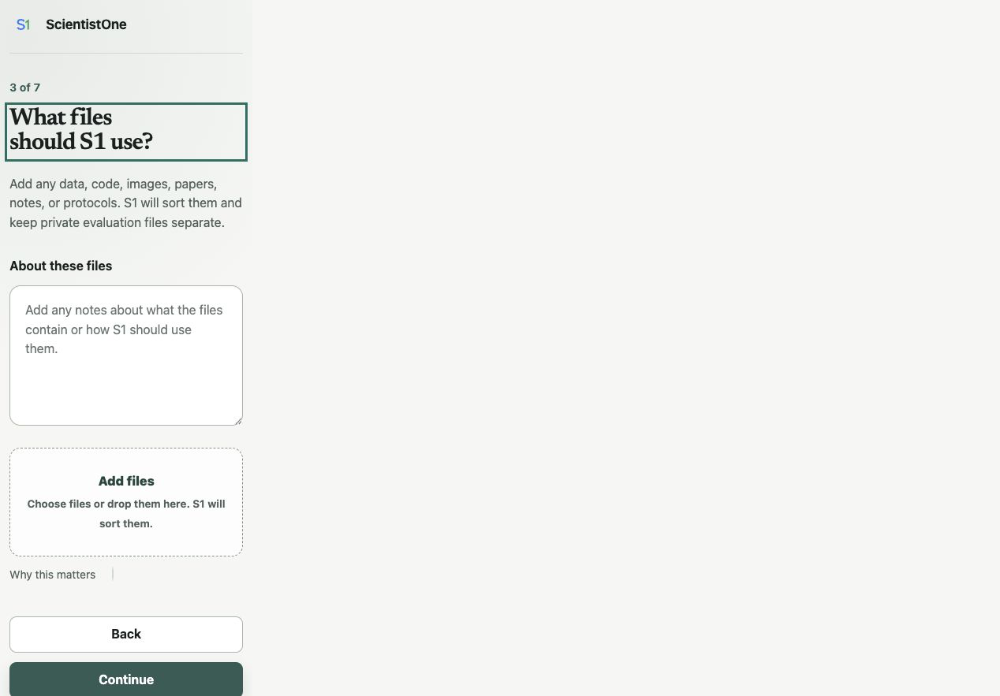 S1 ScientistOne
3 of 7
What files
should S1 use?
Add any data, code, images, papers,
notes, or protocols. S1 will sort them and
keep private evaluation files separate.
About these files
Add any notes about what the files
contain or how S1 should use
them.
Add files
Choose files or drop them here. S1 will
sort them.
Why this matters
Back
Continue